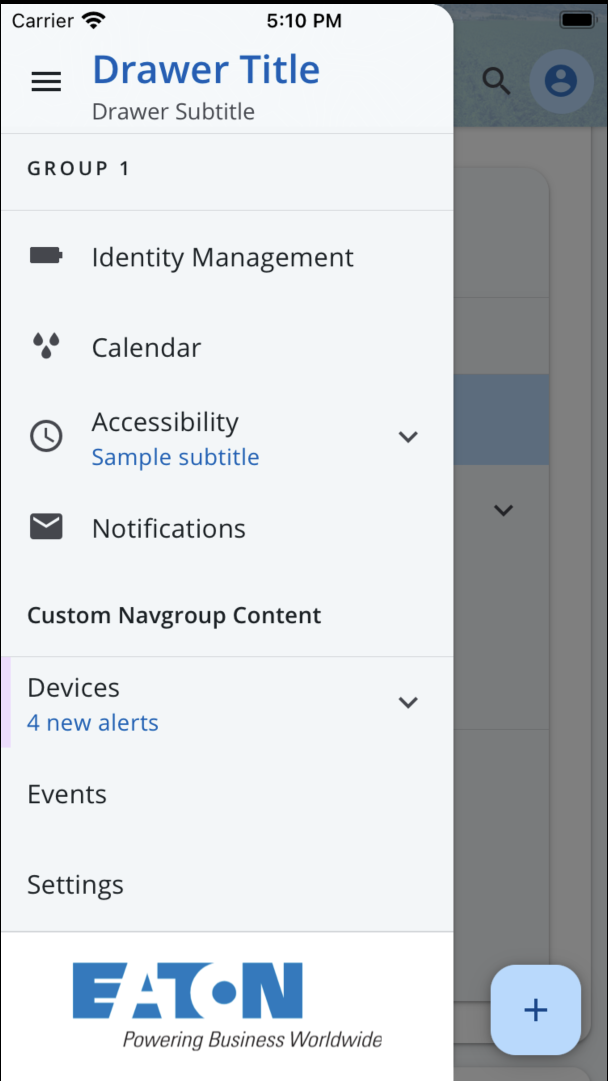 Carrier 5:10 PM
Drawer Title
Drawer Subtitle
GROUP 1
Identity Management
Calendar
Accessibility
Sample subtitle
Notifications
Custom Navgroup Content
Devices
4 new alerts
Events
Settings
EATON
Powering Business Worldwide